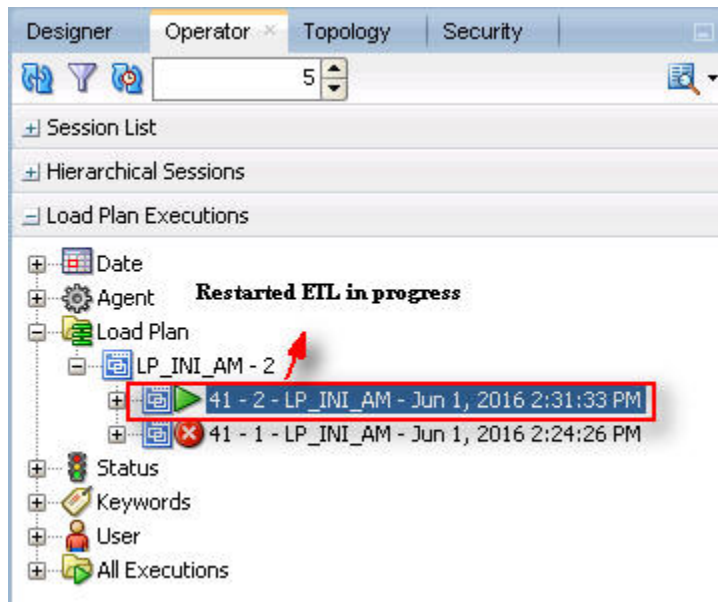 Designer Operator Topology Security
5
Session List
Hierarchical Sessions
Load Plan Executions
Date
Restarted ETL in progress
Agent
Load Plan
LP_INI_AM - 2
41 - 2 - LP_INI_AM - Jun 1, 2016 2:31:33 PM
41 - 1 - LP_INI_AM - Jun 1, 2016 2:24:26 PM
Status
Keywords
User
All Executions